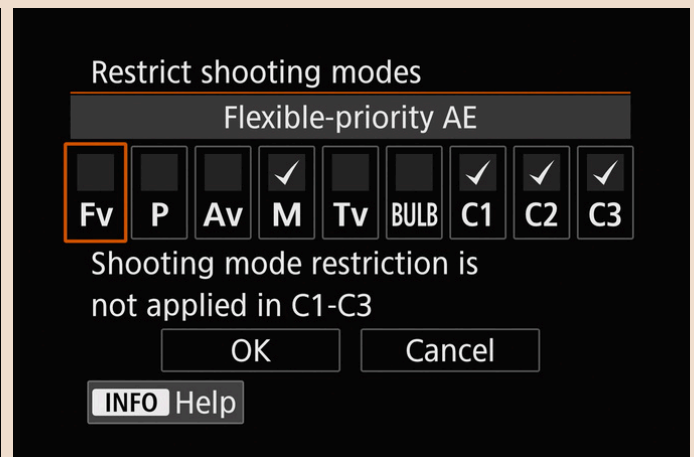 Restrict shooting modes
Flexible-priority AE
Fv P Av M Tv BULB C1 C2 C3
Shooting mode restriction is
not applied in C1-C3
OK Cancel
INFO Help